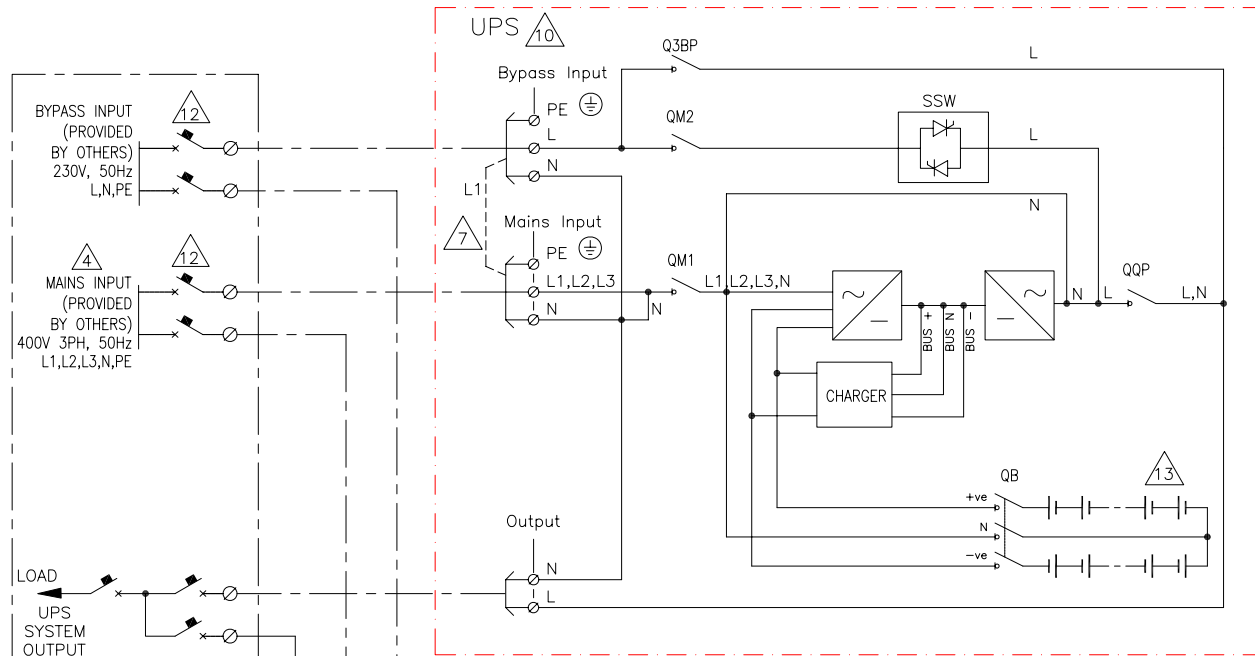 UPS 10
Q3BP
L
Bypass Input
PE
L
N
QM2
SSW
L
BYPASS INPUT
(PROVIDED
BY OTHERS)
230V, 50Hz
L,N,PE
12
L1
7
N
Mains Input
PE
L1,L2,L3
N
N
QM1
L1,L2,L3,N
4
MAINS INPUT
(PROVIDED
BY OTHERS)
400V 3PH, 50Hz
L1,L2,L3,N,PE
12
BUS +
BUS N
BUS -
N
L
QQP
L,N
CHARGER
QB
13
+ve
N
-ve
Output
N
L
LOAD
UPS
SYSTEM
OUTPUT